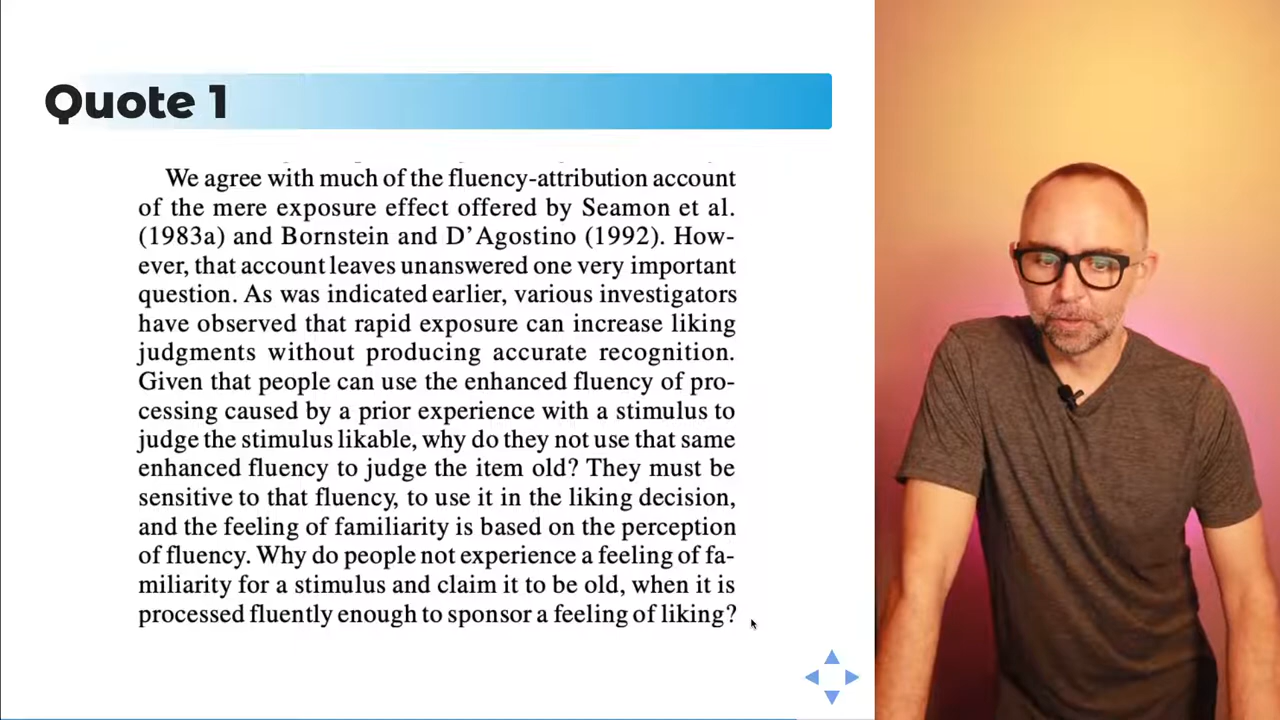 Quote 1
We agree with much of the fluency-attribution account
of the mere exposure effect offered by Seamon et al.
(1983a) and Bornstein and D’Agostino (1992). How-
ever, that account leaves unanswered one very important
question. As was indicated earlier, various investigators
have observed that rapid exposure can increase liking
judgments without producing accurate recognition.
Given that people can use the enhanced fluency of pro-
cessing caused by a prior experience with a stimulus to
judge the stimulus likable, why do they not use that same
enhanced fluency to judge the item old? They must be
sensitive to that fluency, to use it in the liking decision,
and the feeling of familiarity is based on the perception
of fluency. Why do people not experience a feeling of fa-
miliarity for a stimulus and claim it to be old, when it is
processed fluently enough to sponsor a feeling of liking?